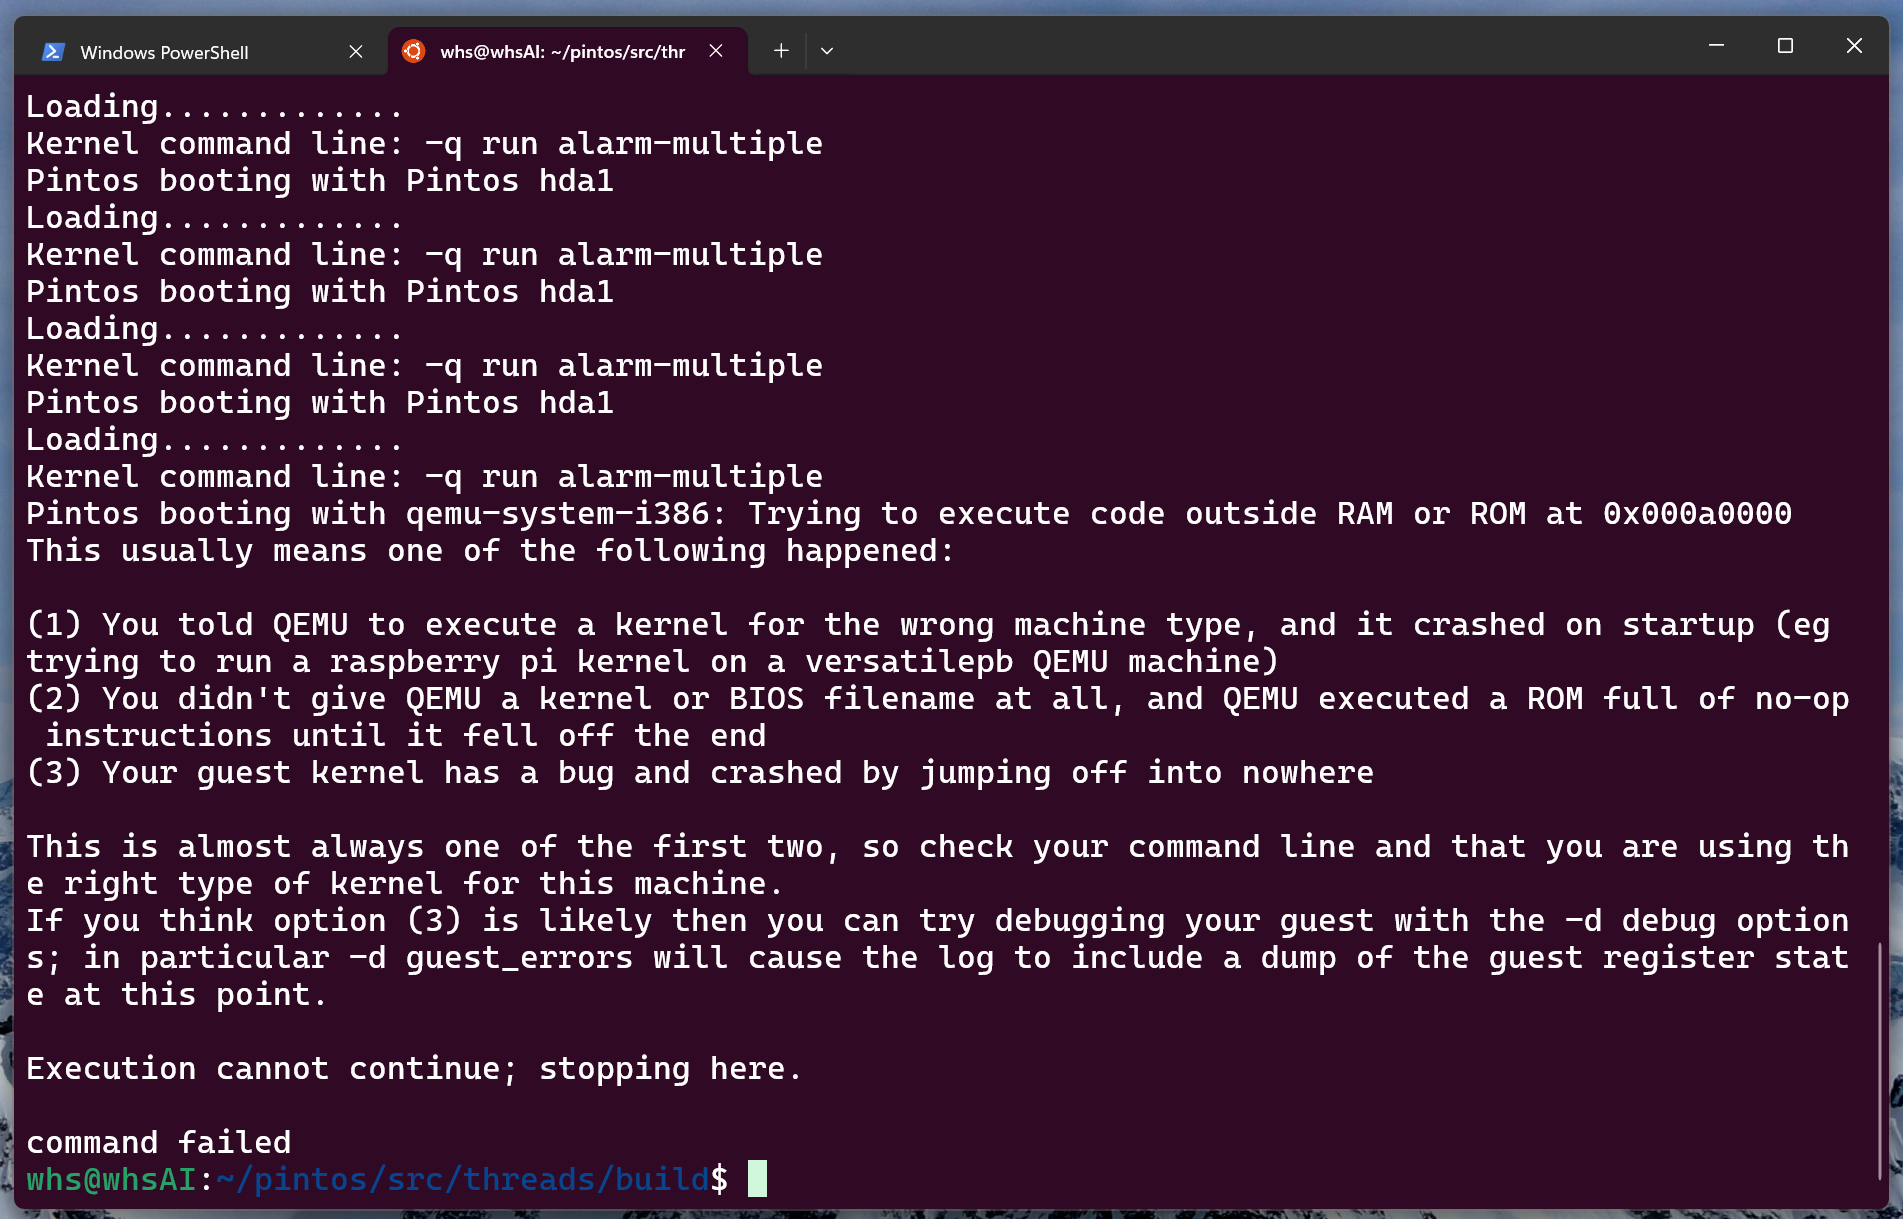 Windows PowerShell
whs@whsAI: ~/pintos/src/thr
Loading.............
Kernel command line: -q run alarm-multiple
Pintos booting with Pintos hda1
Loading.............
Kernel command line: -q run alarm-multiple
Pintos booting with Pintos hda1
Loading.............
Kernel command line: -q run alarm-multiple
Pintos booting with Pintos hda1
Loading.............
Kernel command line: -q run alarm-multiple
Pintos booting with qemu-system-i386: Trying to execute code outside RAM or ROM at 0x000a0000
This usually means one of the following happened:

(1) You told QEMU to execute a kernel for the wrong machine type, and it crashed on startup (eg
trying to run a raspberry pi kernel on a versatilepb QEMU machine)
(2) You didn't give QEMU a kernel or BIOS filename at all, and QEMU executed a ROM full of no-op
 instructions until it fell off the end
(3) Your guest kernel has a bug and crashed by jumping off into nowhere

This is almost always one of the first two, so check your command line and that you are using th
e right type of kernel for this machine.
If you think option (3) is likely then you can try debugging your guest with the -d debug option
s; in particular -d guest_errors will cause the log to include a dump of the guest register stat
e at this point.

Execution cannot continue; stopping here.

command failed
whs@whsAI:~/pintos/src/threads/build$